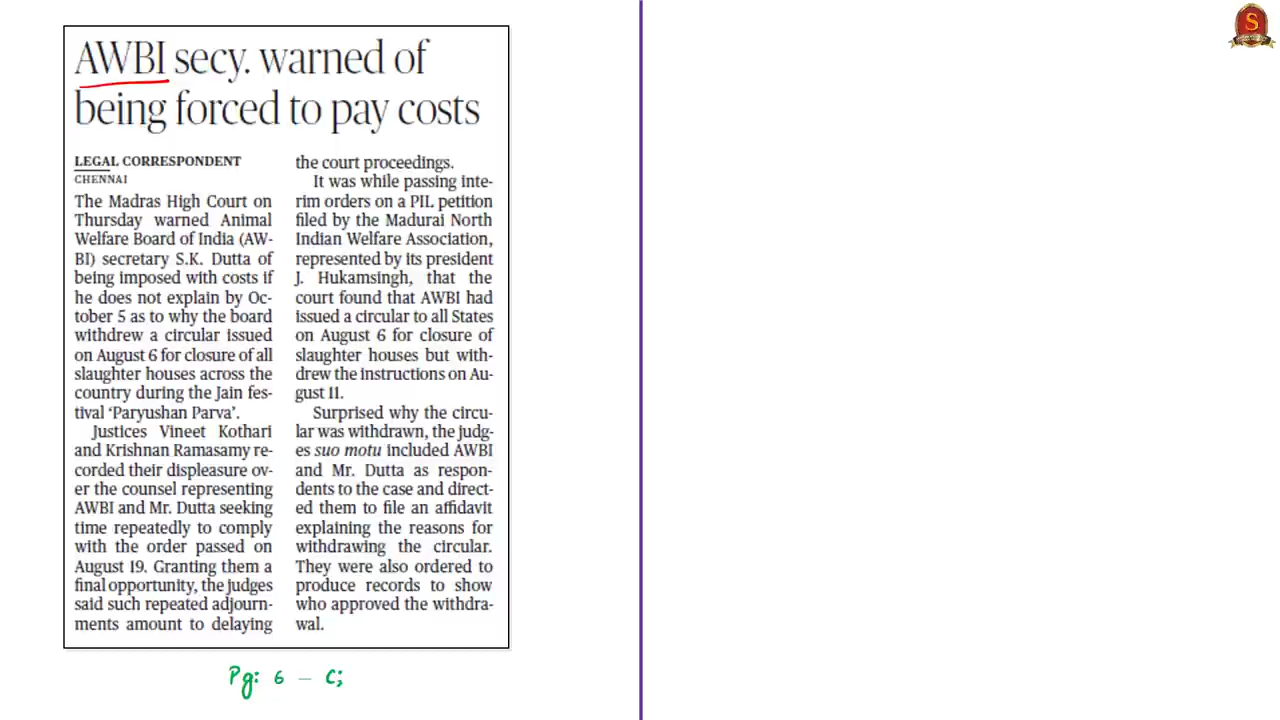 AWBI secy. warned of
being forced to pay costs
LEGAL CORRESPONDENT
CHENNAI
The Madras High Court on
Thursday warned Animal
Welfare Board of India (AW-
BI) secretary S.K. Dutta of
being imposed with costs if
he does not explain by Oc-
tober 5 as to why the board
withdrew a circular issued
on August 6 for closure of all
slaughter houses across the
country during the Jain fes-
tival ‘Paryushan Parva’.
Justices Vineet Kothari
and Krishnan Ramasamy re-
corded their displeasure ov-
er the counsel representing
AWBI and Mr. Dutta seeking
time repeatedly to comply
with the order passed on
August 19. Granting them a
final opportunity, the judges
said such repeated adjourn-
ments amount to delaying
the court proceedings.
It was while passing inte-
rim orders on a PIL petition
filed by the Madurai North
Indian Welfare Association,
represented by its president
J. Hukamsingh, that the
court found that AWBI had
issued a circular to all States
on August 6 for closure of
slaughter houses but with-
drew the instructions on Au-
gust 11.
Surprised why the circu-
lar was withdrawn, the judg-
es suo motu included AWBI
and Mr. Dutta as respon-
dents to the case and direct-
ed them to file an affidavit
explaining the reasons for
withdrawing the circular.
They were also ordered to
produce records to show
who approved the withdra-
wal.
Pg: 6 – C;
S